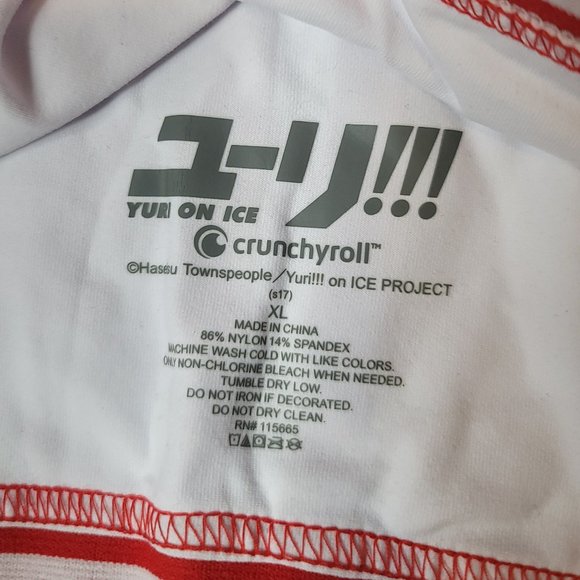 ユーリ!!!
YURI ON ICE
crunchyroll™
©Hasetsu Townspeople/Yuri!!! on ICE PROJECT
(s17)
XL
MADE IN CHINA
86% NYLON 14% SPANDEX
MACHINE WASH COLD WITH LIKE COLORS.
ONLY NON-CHLORINE BLEACH WHEN NEEDED.
TUMBLE DRY LOW.
DO NOT IRON IF DECORATED.
DO NOT DRY CLEAN.
RN# 115665